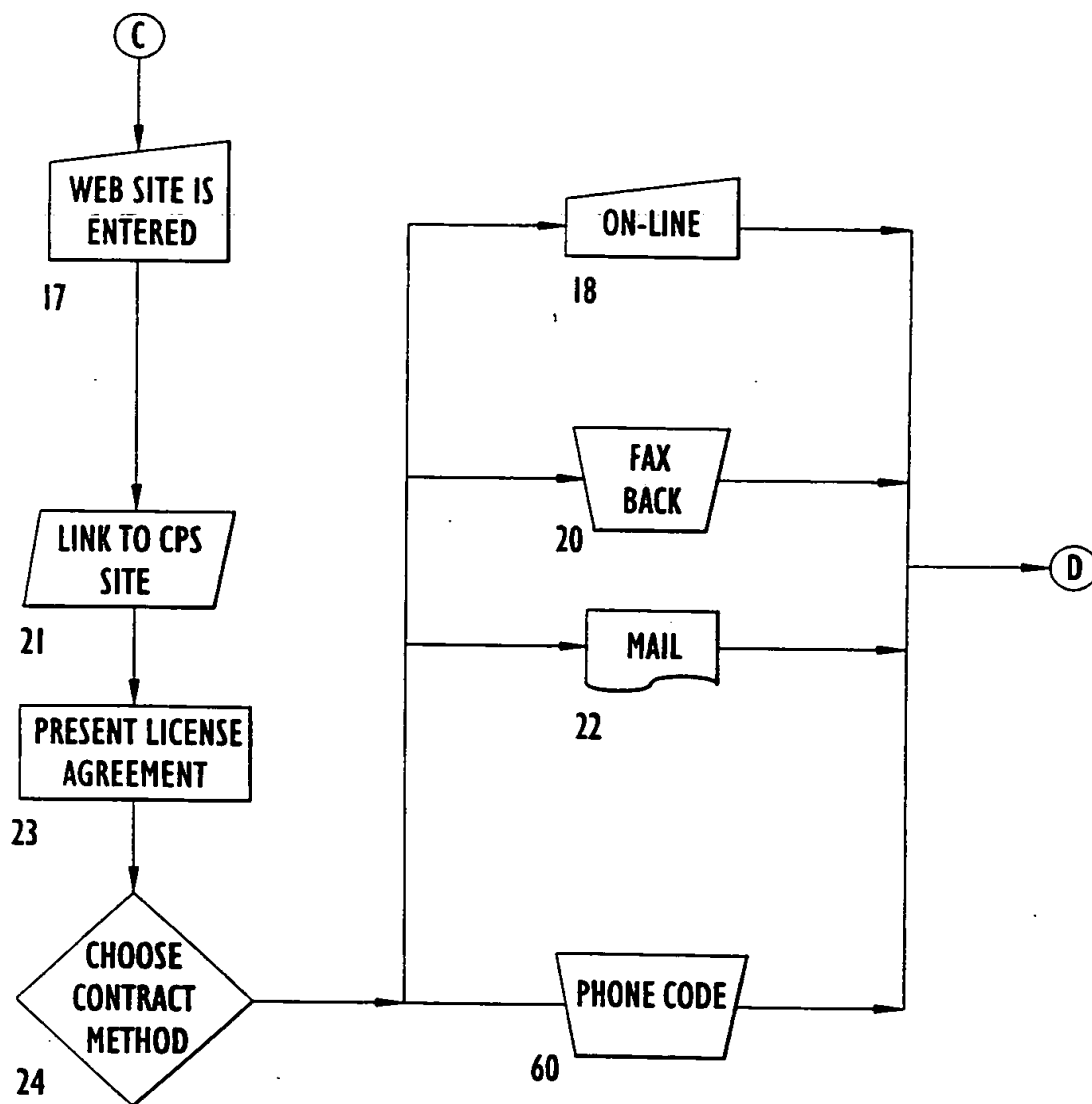 C
WEB SITE IS
ENTERED
17
LINK TO CPS
SITE
21
PRESENT LICENSE
AGREEMENT
23
CHOOSE
CONTRACT
METHOD
24
ON-LINE
18
FAX
BACK
20
MAIL
22
PHONE CODE
60
D